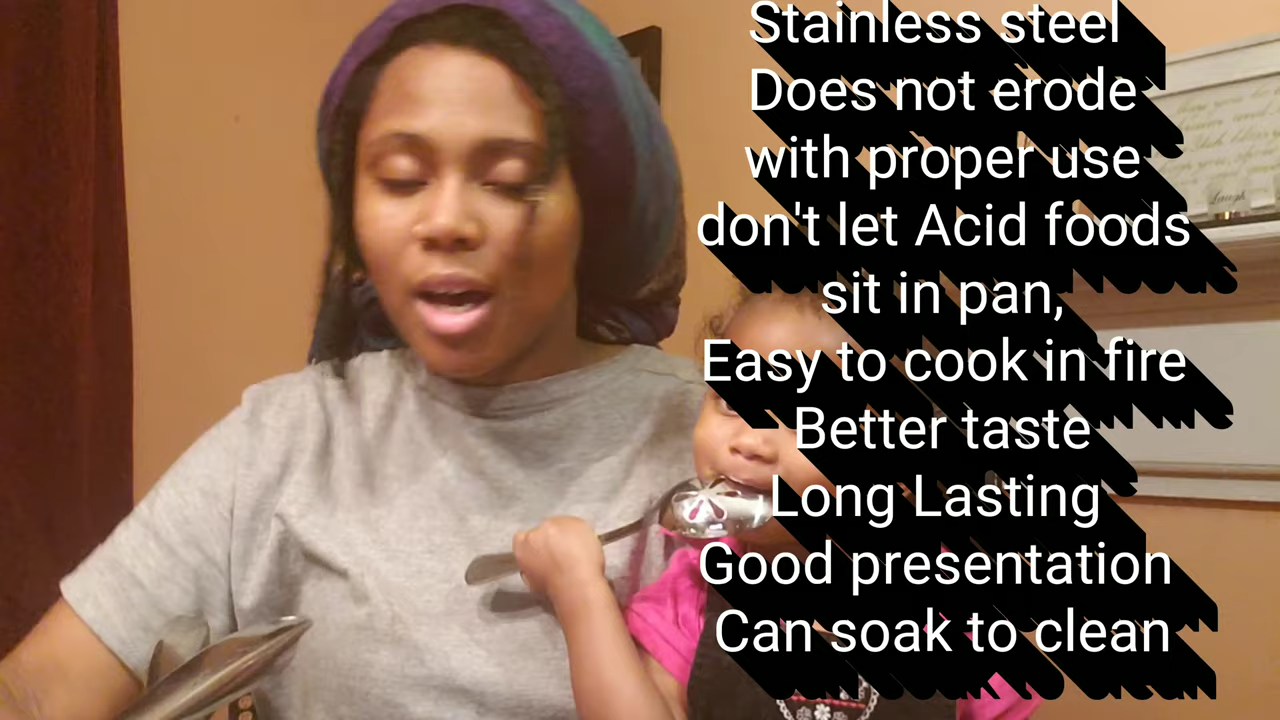 Stainless steel
Does not erode
with proper use
don't let Acid foods
sit in pan,
Easy to cook in fire
Better taste
Long Lasting
Good presentation
Can soak to clean
Laugh